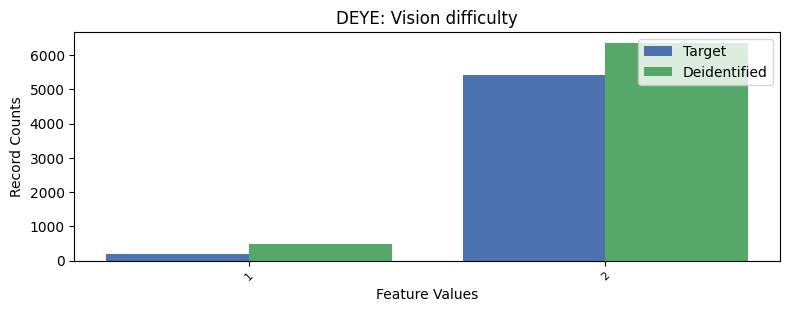 DEYE: Vision difficulty
Target
Deidentified
Record Counts
6000
5000
4000
3000
2000
1000
0
1
2
Feature Values